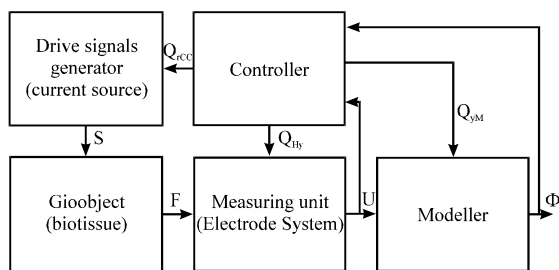 Drive signals
generator
(current source)
Q_rCC
Controller
Q_yM
S
Q_Hy
Gioobject
(biotissue)
F
Measuring unit
(Electrode System)
U
Modeller
Φ